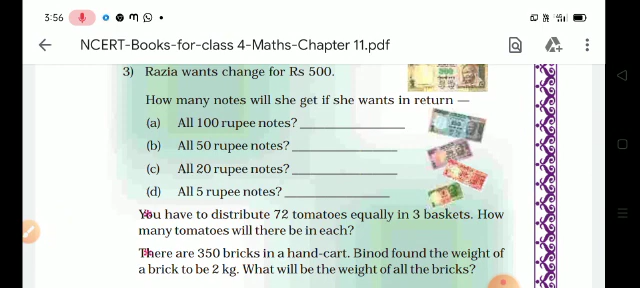 3:56
NCERT-Books-for-class 4-Maths-Chapter 11.pdf
3) Razia wants change for Rs 500.
How many notes will she get if she wants in return —
(a) All 100 rupee notes?
(b) All 50 rupee notes?
(c) All 20 rupee notes?
(d) All 5 rupee notes?
You have to distribute 72 tomatoes equally in 3 baskets. How
many tomatoes will there be in each?
There are 350 bricks in a hand-cart. Binod found the weight of
a brick to be 2 kg. What will be the weight of all the bricks?